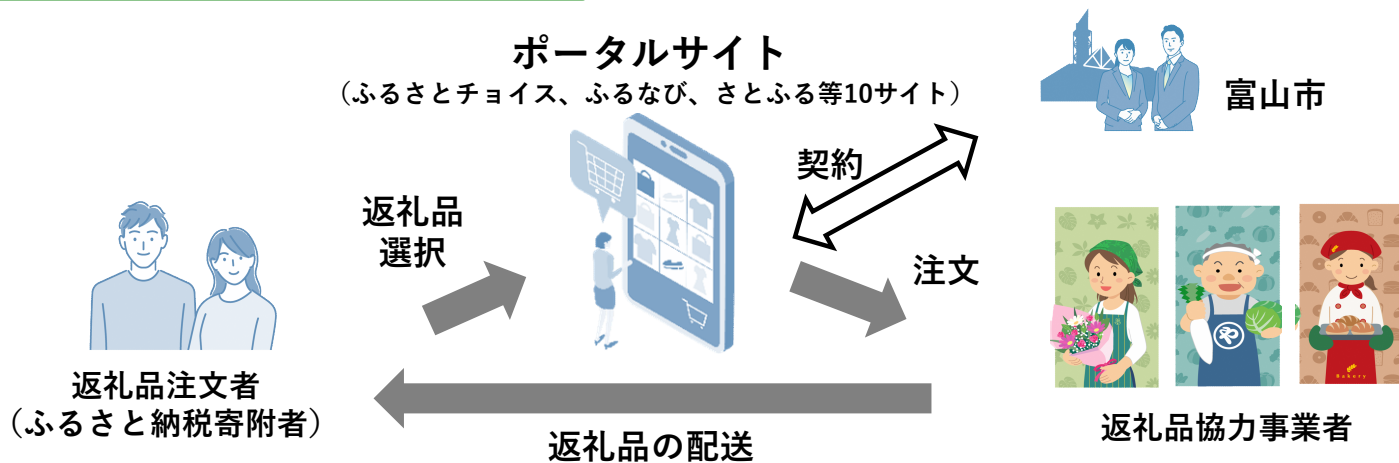 ポータルサイト
（ふるさとチョイス、ふるなび、さとふる等10サイト）
富山市
契約
返礼品
選択
注文
や
Bakery
返礼品注文者
（ふるさと納税寄附者）
返礼品協力事業者
返礼品の配送